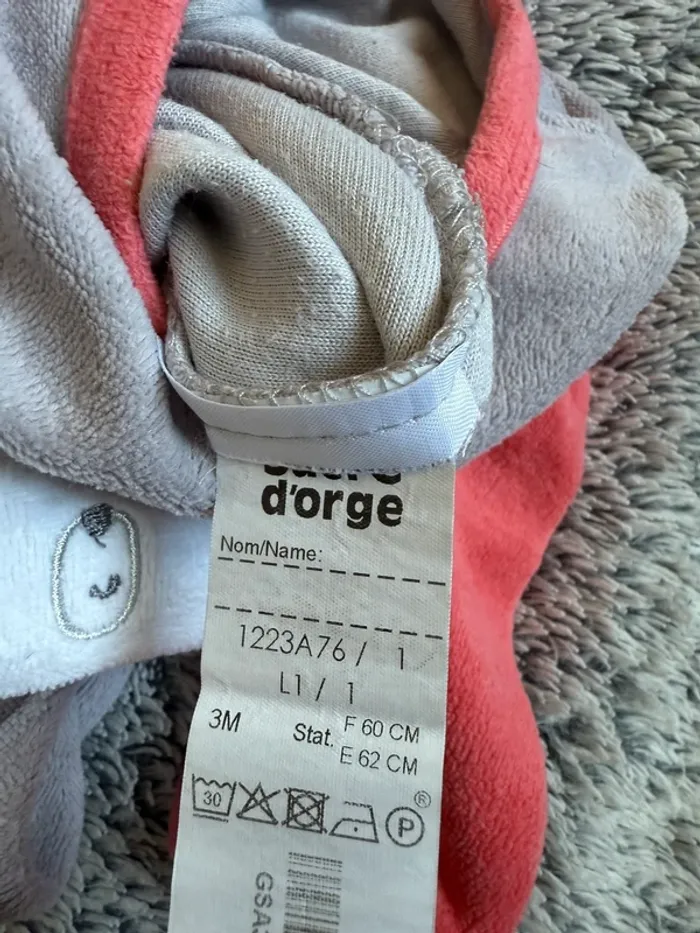 d'orge
Nom/Name:
1223A76 / 1
L1 / 1
3M
Stat. F 60 CM
E 62 CM
30
P ®